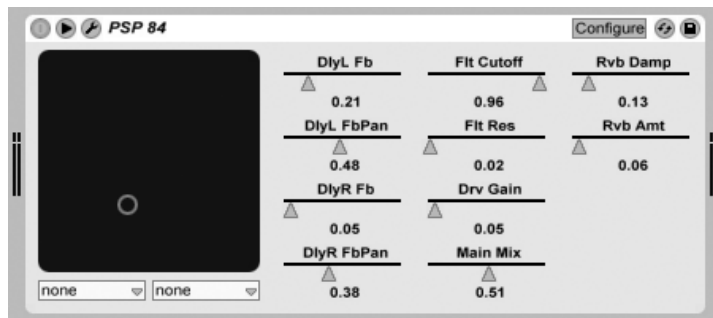 PSP 84 Configure
DlyL Fb Flt Cutoff Rvb Damp
0.21 0.96 0.13
DlyL FbPan Flt Res Rvb Amt
0.48 0.02 0.06
DlyR Fb Drv Gain
0.05 0.05
DlyR FbPan Main Mix
0.38 0.51
none none